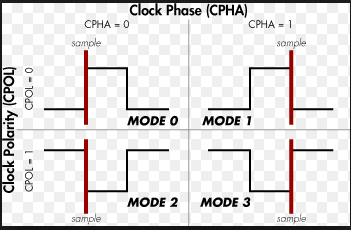 Clock Phase (CPHA)
CPHA = 0
CPHA = 1
Clock Polarity (CPOL)
CPOL = 0
sample
MODE 0
sample
MODE 1
CPOL = 1
MODE 2
sample
MODE 3
sample